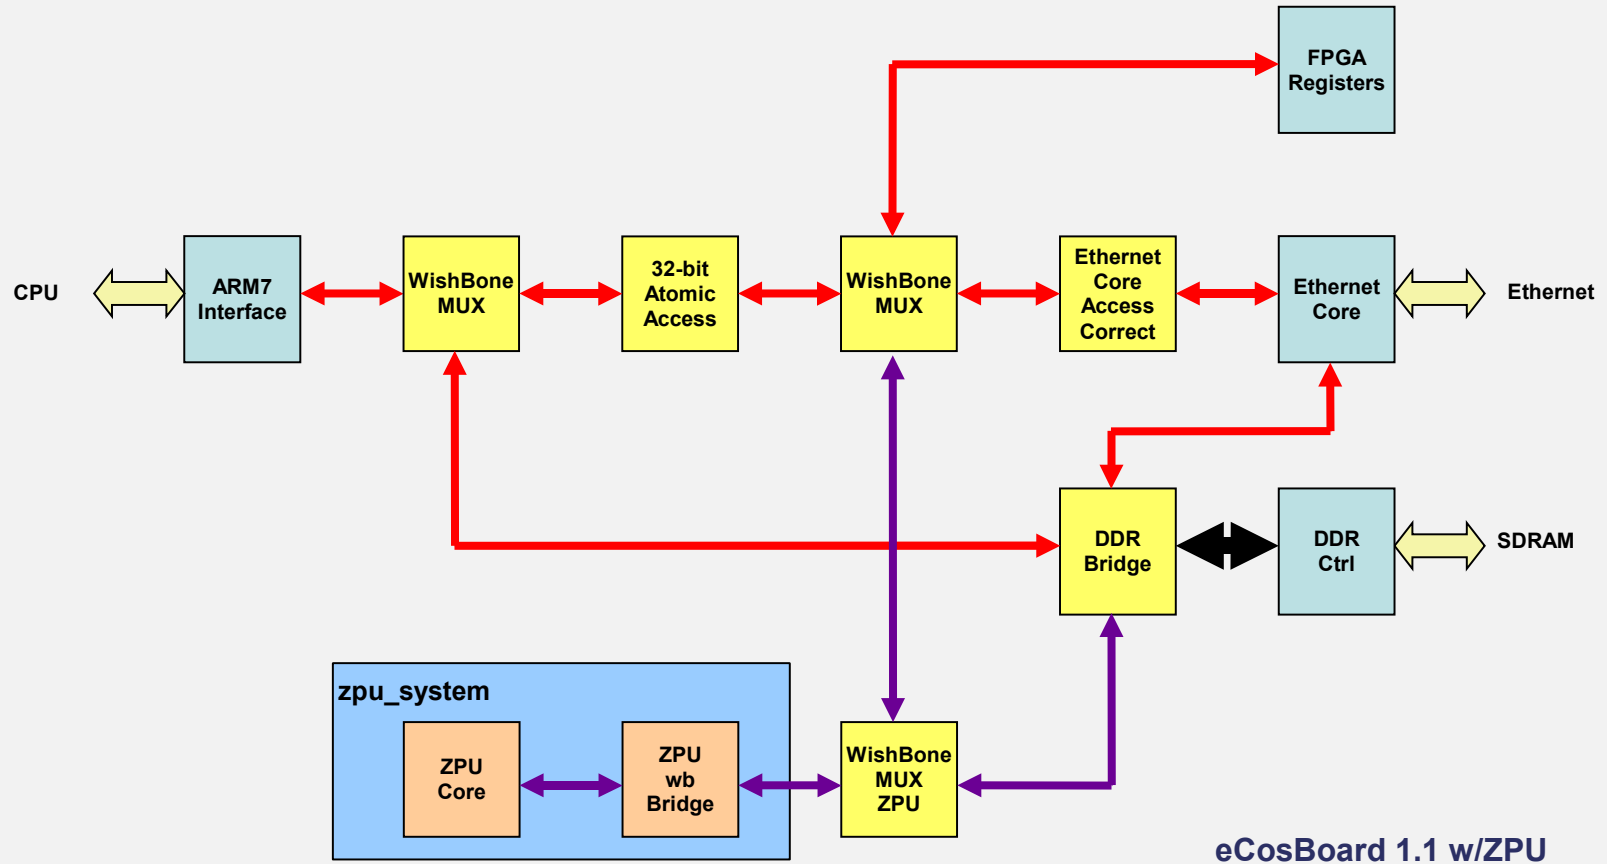 FPGA
Registers
CPU
ARM7
Interface
WishBone
MUX
32-bit
Atomic
Access
WishBone
MUX
Ethernet
Core
Access
Correct
Ethernet
Core
Ethernet
DDR
Bridge
DDR
Ctrl
SDRAM
zpu_system
ZPU
Core
ZPU
wb
Bridge
WishBone
MUX
ZPU
eCosBoard 1.1 w/ZPU